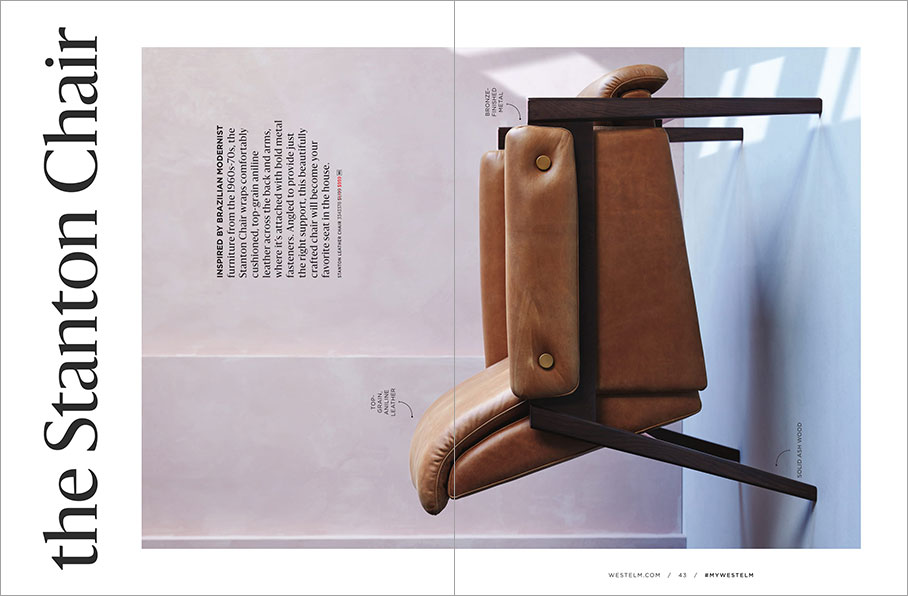 the Stanton Chair
INSPIRED BY BRAZILIAN MODERNIST
furniture from the 1960s-70s, the
Stanton Chair wraps comfortably
cushioned, top-grain aniline
leather across the back and arms,
where it's attached with bold metal
fasteners. Angled to provide just
the right support, this beautifully
crafted chair will become your
favorite seat in the house.
STANTON LEATHER CHAIR
BRONZE-
FINISHED
METAL
TOP-
GRAIN,
ANILINE
LEATHER
SOLID ASH WOOD
WESTELM.COM / 43 / #MYWESTELM